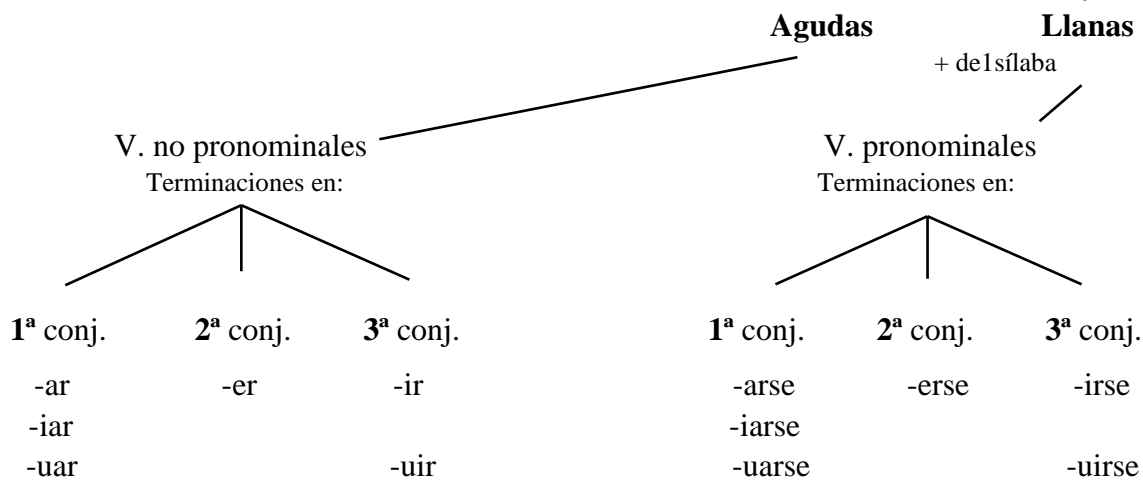 Agudas Llanas
+ de1sílaba
V. no pronominales V. pronominales
Terminaciones en: Terminaciones en:
1ª conj. 2ª conj. 3ª conj. 1ª conj. 2ª conj. 3ª conj.
-ar -er -ir -arse -erse -irse
-iar -iarse
-uar -uir -uarse -uirse